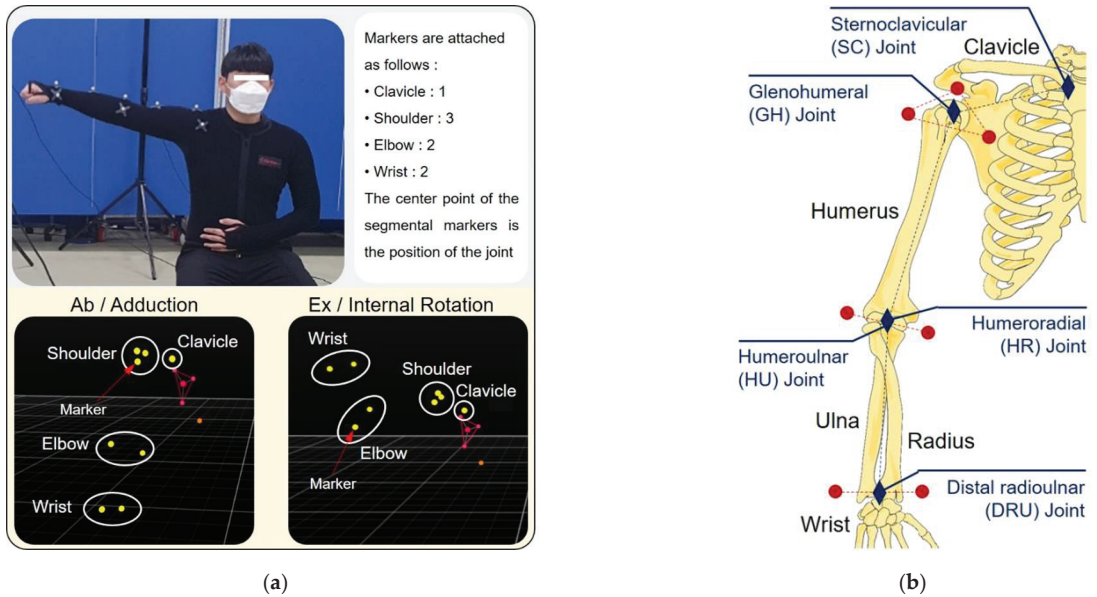 Markers are attached
as follows :
• Clavicle : 1
• Shoulder : 3
• Elbow : 2
• Wrist : 2
The center point of the
segmental markers is
the position of the joint
Ab / Adduction
Shoulder
Clavicle
Marker
Elbow
Wrist
Ex / Internal Rotation
Wrist
Shoulder
Clavicle
Elbow
Marker
(a)
Sternoclavicular
(SC) Joint
Clavicle
Glenohumeral
(GH) Joint
Humerus
Humeroradial
(HR) Joint
Humeroulnar
(HU) Joint
Ulna
Radius
Distal radioulnar
(DRU) Joint
Wrist
(b)